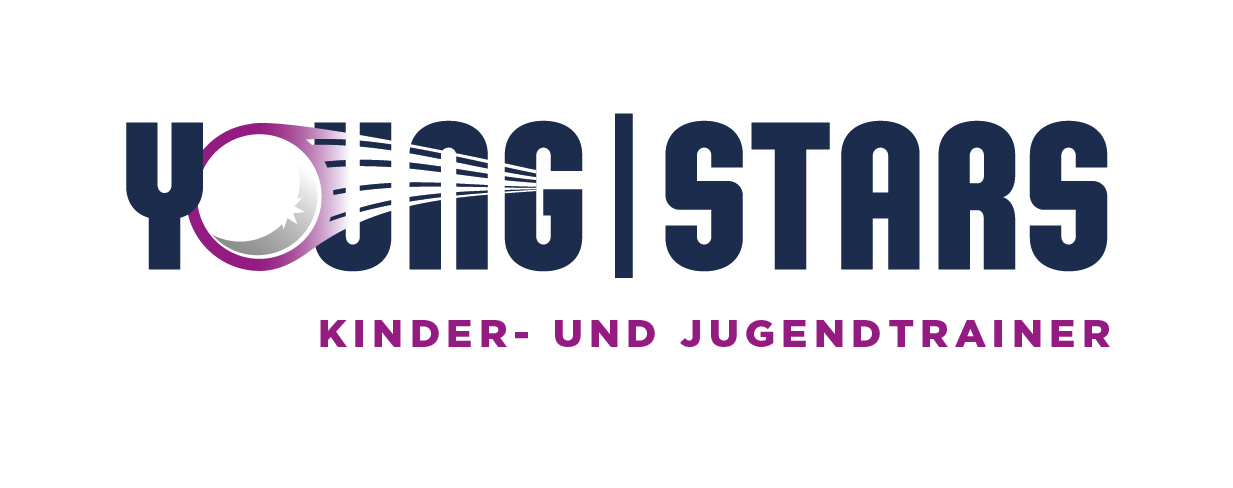 YOUNG|STARS
KINDER- UND JUGENDTRAINER